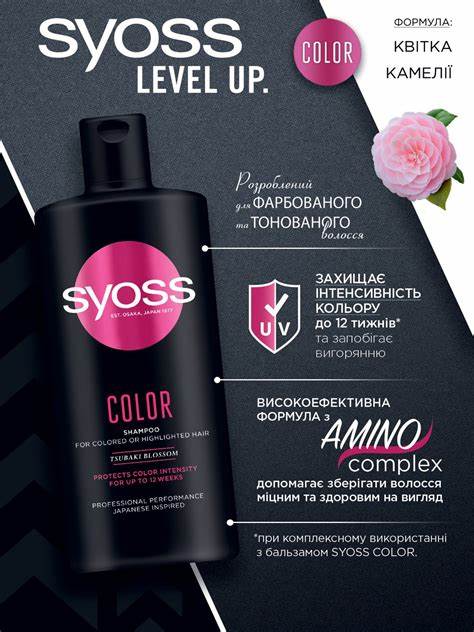 SYOSS
LEVEL UP.
COLOR
ФОРМУЛА:
КВІТКА
КАМЕЛІЇ
Розроблений
для ФАРБОВАНОГО
та ТОНОВАНОГО
волосся
ЗАХИЩАЄ
ІНТЕНСИВНІСТЬ
КОЛЬОРУ
до 12 тижнів*
та запобігає
вигорянню
UV
ВИСОКОЕФЕКТИВНА
ФОРМУЛА з
AMINO
complex
допомагає зберігати волосся
міцним та здоровим на вигляд
*при комплексному використанні
з бальзамом SYOSS COLOR.
syoss
EST. OSAKA, JAPAN 1977
COLOR
SHAMPOO
FOR COLORED OR HIGHLIGHTED HAIR
TSUBAKI BLOSSOM
PROTECTS COLOR INTENSITY
FOR UP TO 12 WEEKS
PROFESSIONAL PERFORMANCE
JAPANESE INSPIRED